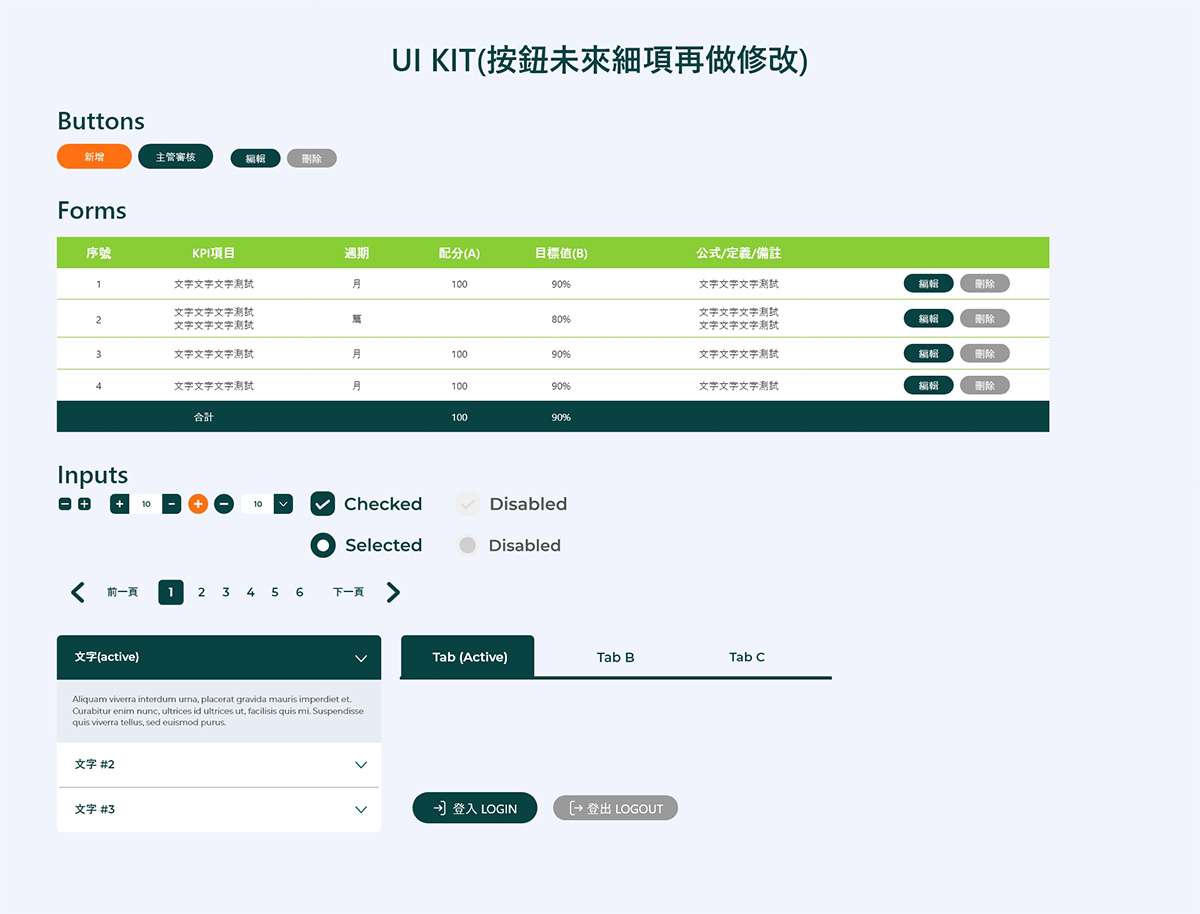 UI KIT(按鈕未來細項再做修改)
Buttons
新增 主管審核 編輯 刪除
Forms
序號 KPI項目 週期 配分(A) 目標值(B) 公式/定義/備註
1 文字文字文字測試 月 100 90% 文字文字文字測試 編輯 刪除
文字文字文字測試 文字文字文字測試
2 80% 編輯 刪除
文字文字文字測試 文字文字文字測試
3 文字文字文字測試 月 100 90% 文字文字文字測試 編輯 刪除
4 文字文字文字測試 月 100 90% 文字文字文字測試 編輯 刪除
合計 100 90%
Inputs
10 10 Checked Disabled
Selected Disabled
前一頁 1 2 3 4 5 6 下一頁
文字(active)
Aliquam viverra interdum urna, placerat gravida mauris imperdiet et.
Curabitur enim nunc, ultrices id ultrices ut, facilisis quis mi. Suspendisse
quis viverra tellus, sed euismod purus.
文字 #2
文字 #3
Tab (Active) Tab B Tab C
登入 LOGIN 登出 LOGOUT